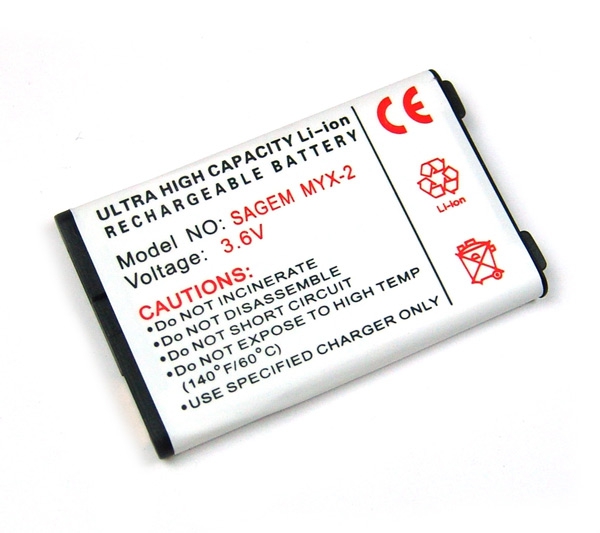 ULTRA HIGH CAPACITY Li-ion
RECHARGEABLE BATTERY
Model NO: SAGEM MYX-2
Voltage: 3.6V
CAUTIONS:
•DO NOT INCINERATE
•DO NOT DISASSEMBLE
•DO NOT SHORT CIRCUIT
•DO NOT EXPOSE TO HIGH TEMP
(140°F/60°C)
•USE SPECIFIED CHARGER ONLY
CE
Li-ion